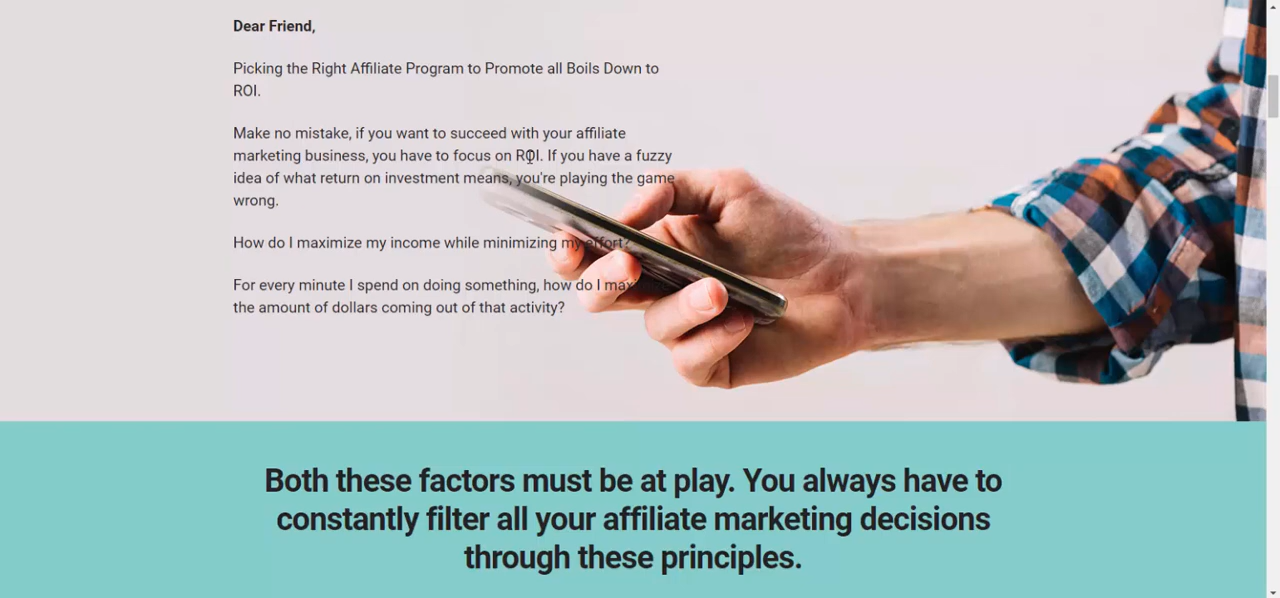 Dear Friend,
Picking the Right Affiliate Program to Promote all Boils Down to
ROI.
Make no mistake, if you want to succeed with your affiliate
marketing business, you have to focus on ROI. If you have a fuzzy
idea of what return on investment means, you're playing the game
wrong.
How do I maximize my income while minimizing my effort?
For every minute I spend on doing something, how do I
the amount of dollars coming out of that activity?
Both these factors must be at play. You always have to
constantly filter all your affiliate marketing decisions
through these principles.